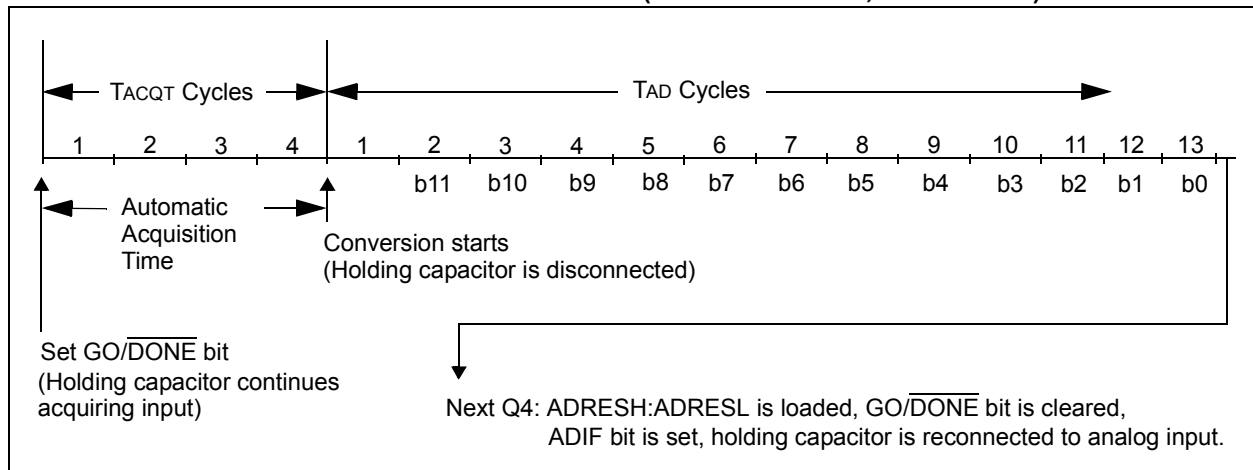 TACQT Cycles
TAD Cycles
1 2 3 4 1 2 3 4 5 6 7 8 9 10 11 12 13
b11 b10 b9 b8 b7 b6 b5 b4 b3 b2 b1 b0
Automatic
Acquisition
Time
Conversion starts
(Holding capacitor is disconnected)
Set GO/DONE bit
(Holding capacitor continues
acquiring input)
Next Q4: ADRESH:ADRESL is loaded, GO/DONE bit is cleared,
ADIF bit is set, holding capacitor is reconnected to analog input.